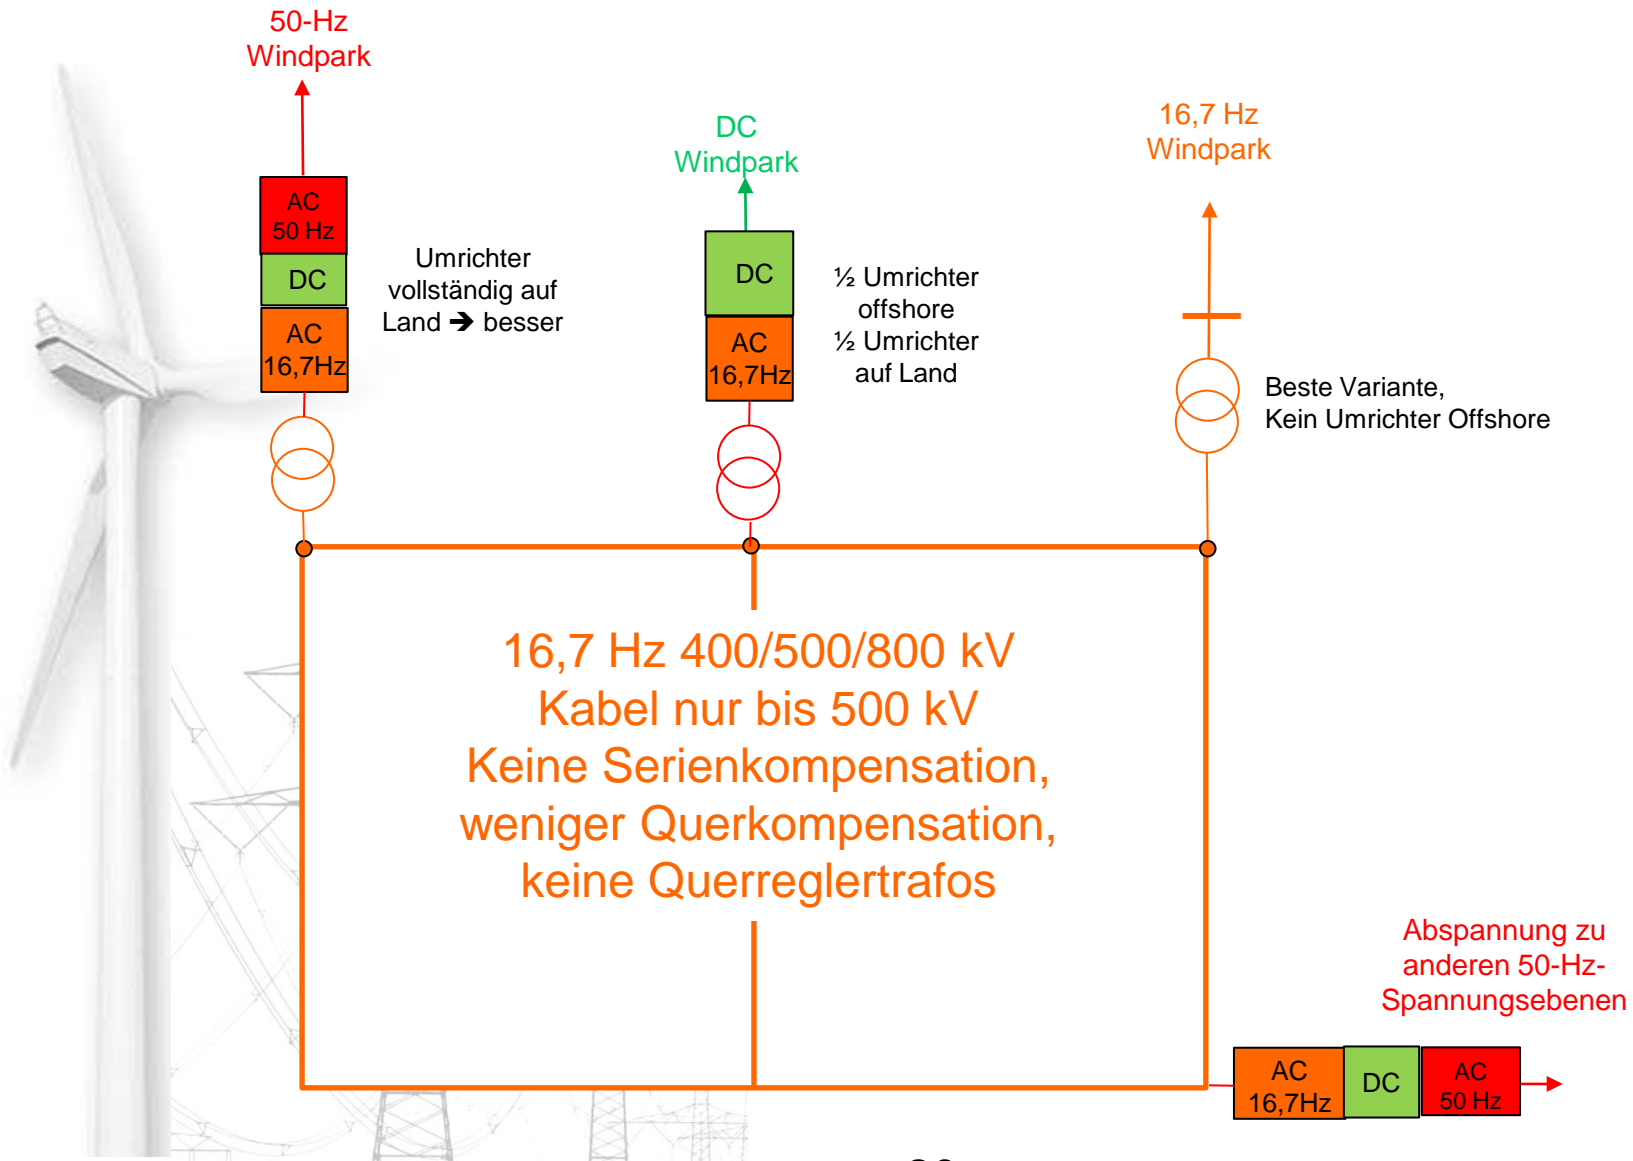 50-Hz
Windpark
DC
Windpark
16,7 Hz
Windpark
AC
50 Hz
DC
AC
16,7Hz
Umrichter
vollständig auf
Land ➔ besser
DC
AC
16,7Hz
½ Umrichter
offshore
½ Umrichter
auf Land
Beste Variante,
Kein Umrichter Offshore
16,7 Hz 400/500/800 kV
Kabel nur bis 500 kV
Keine Serienkompensation,
weniger Querkompensation,
keine Querreglertrafos
Abspannung zu
anderen 50-Hz-
Spannungsebenen
AC
16,7Hz
DC
AC
50 Hz